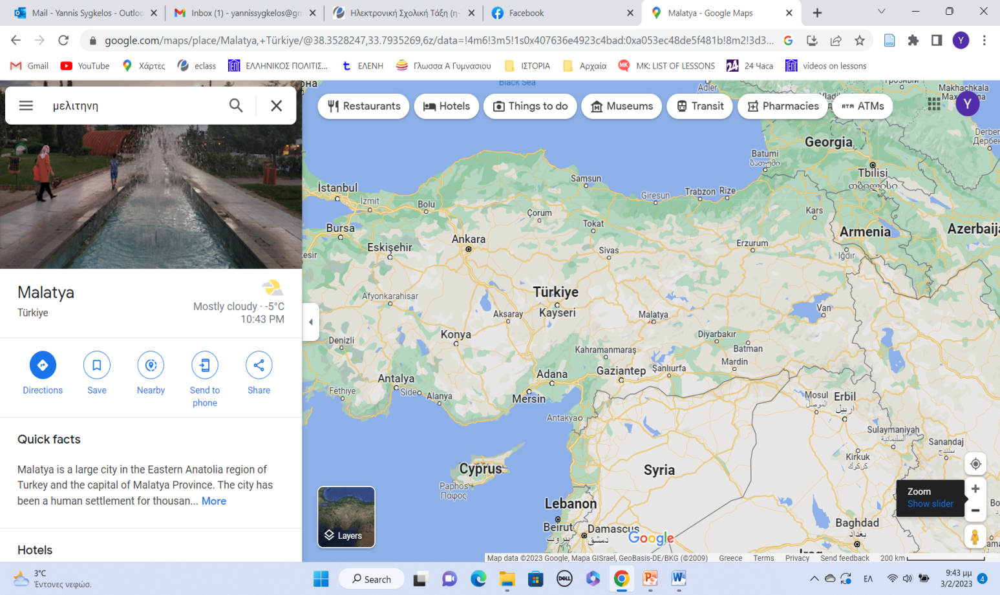 Mail - Yannis Sygkelos - Outloo
Inbox (1) - yannissygkelos@gm
Ηλεκτρονική Σχολική Τάξη (η-
Facebook
Malatya - Google Maps
google.com/maps/place/Malatya,+Türkiye/@38.3528247,33.7935269,6z/data=!4m6!3m5!1s0x407636e4923c4bad:0xa053ec48de5f481b!8m2!3d3...
Y
Gmail
YouTube
Χάρτες
eclass
ΕΛΛΗΝΙΚΟΣ ΠΟΛΙΤΙΣ...
ΕΛΕΝΗ
Γλωσσα Α Γυμνασιου
ΙΣΤΟΡΙΑ
Αρχαία
MK: LIST OF LESSONS
24 Часа
videos on lessons
μελιτηνη
Restaurants
Hotels
Things to do
Museums
Transit
Pharmacies
ATMs
Y
Malatya
Türkiye
Mostly cloudy · -5°C
10:43 PM
Directions
Save
Nearby
Send to
phone
Share
Quick facts
Malatya is a large city in the Eastern Anatolia region of
Turkey and the capital of Malatya Province. The city has
been a human settlement for thousan... More
Hotels
Black Sea
Adler
Makhachkala
Georgia
Batumi
ბათუმი
Tbilisi
თბილისი
İstanbul
İzmit
Bolu
Samsun
Giresun
Trabzon
Rize
Kars
Çorum
Tokat
Armenia
Azerbaij
Bursa
Ankara
Eskişehir
Sivas
Erzurum
Iğdır
esir
Afyonkarahisar
Türkiye
Kayseri
Aksaray
Malatya
Van
Konya
Denizli
Diyarbakır
Batman
Kahramanmaraş
Mardin
Gaziantep
Şanlıurfa
Adana
Antalya
Fethiye
Side
Alanya
Mersin
Mosul
الموصل
Erbil
اربيل
Antakya
Sulaymaniyah
السليمانية
Sanandaj
سنندج
Kirkuk
كركوك
Cyprus
Paphos
Πάφος
Syria
Lebanon
Beirut
بيروت
Damascus
دمشق
Baghdad
بغداد
Zoom
Show slider
Layers
Google
Map data ©2023 Google, Mapa GISrael, GeoBasis-DE/BKG (©2009)
Greece
Terms
Privacy
Send feedback
200 km
3°C
Έντονες νεφώσ.
Search
DELL
ΕΛ
9:43 μμ
3/2/2023
4